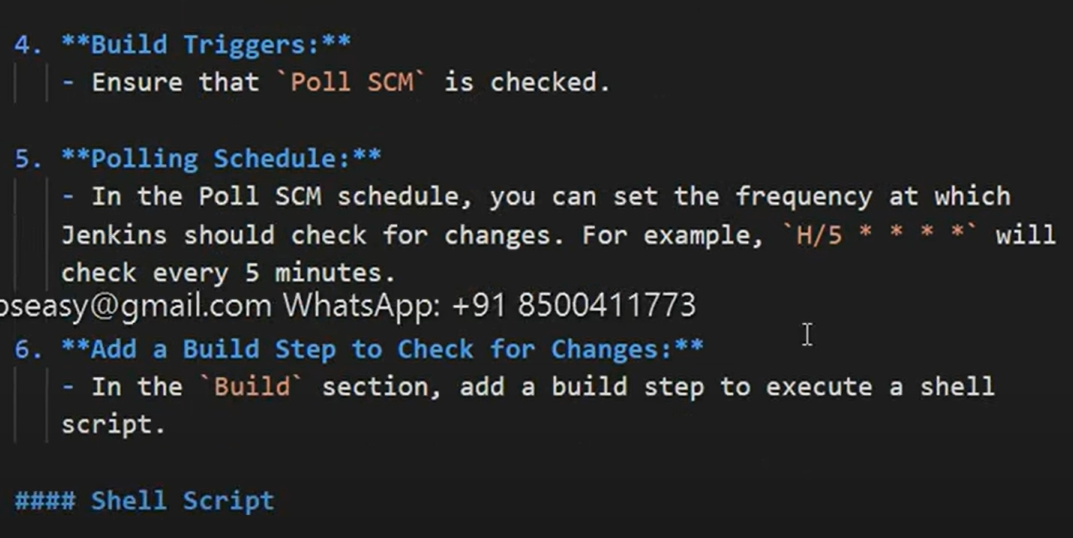 4. **Build Triggers:**
- Ensure that `Poll SCM` is checked.
5. **Polling Schedule:**
- In the Poll SCM schedule, you can set the frequency at which
Jenkins should check for changes. For example, `H/5 * * * *` will
check every 5 minutes.
pseasy@gmail.com WhatsApp: +91 8500411773
6. **Add a Build Step to Check for Changes:**
- In the `Build` section, add a build step to execute a shell
script.
#### Shell Script